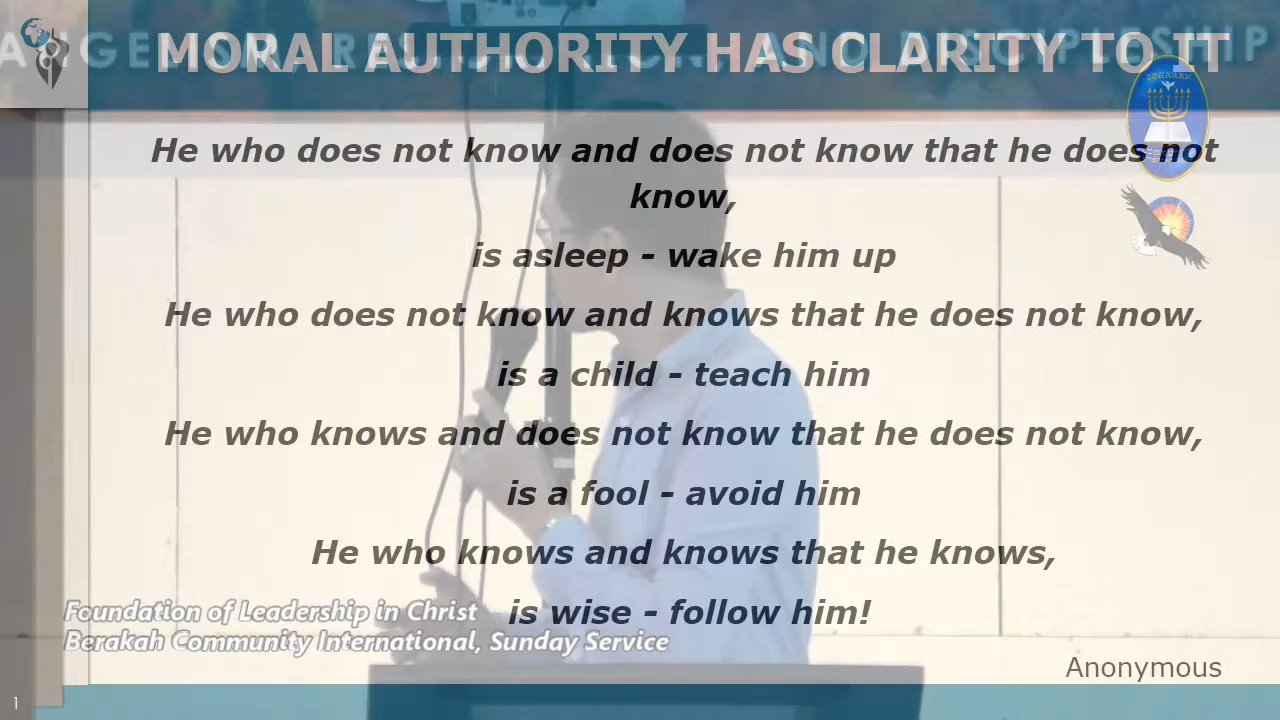 MORAL AUTHORITY HAS CLARITY TO IT
AND DISCIPLESHIP
He who does not know and does not know that he does not
know,
is asleep - wake him up
He who does not know and knows that he does not know,
is a child - teach him
He who knows and does not know that he does not know,
is a fool - avoid him
He who knows and knows that he knows,
is wise - follow him!
Foundation of Leadership in Christ
Berakah Community International, Sunday Service
Anonymous
1